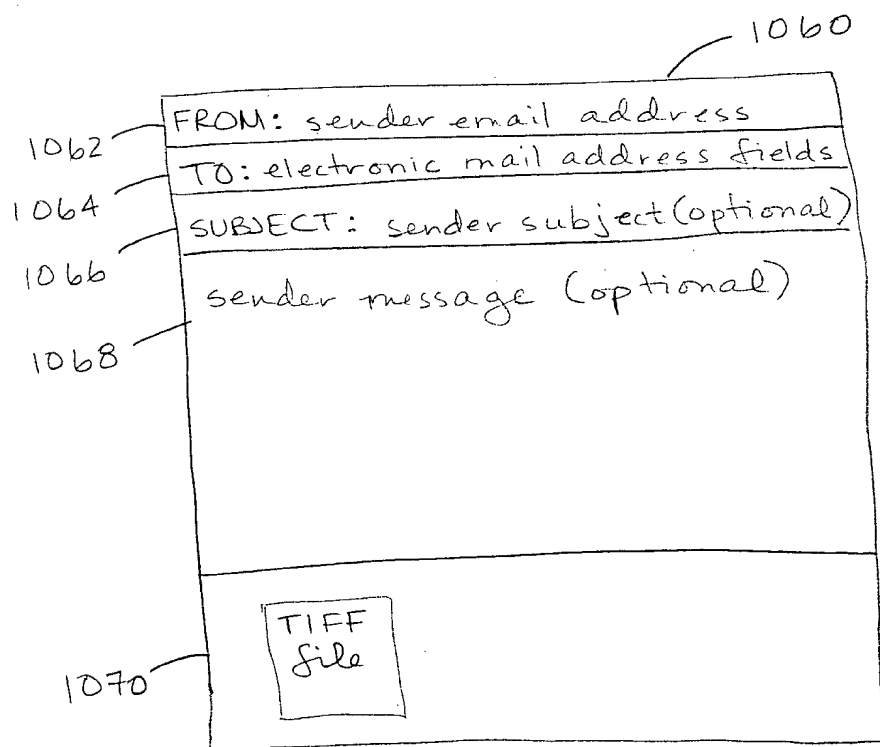 1060
FROM: sender email address
1062
TO: electronic mail address fields
1064
SUBJECT: sender subject (optional)
1066
sender message (optional)
1068
TIFF
file
1070